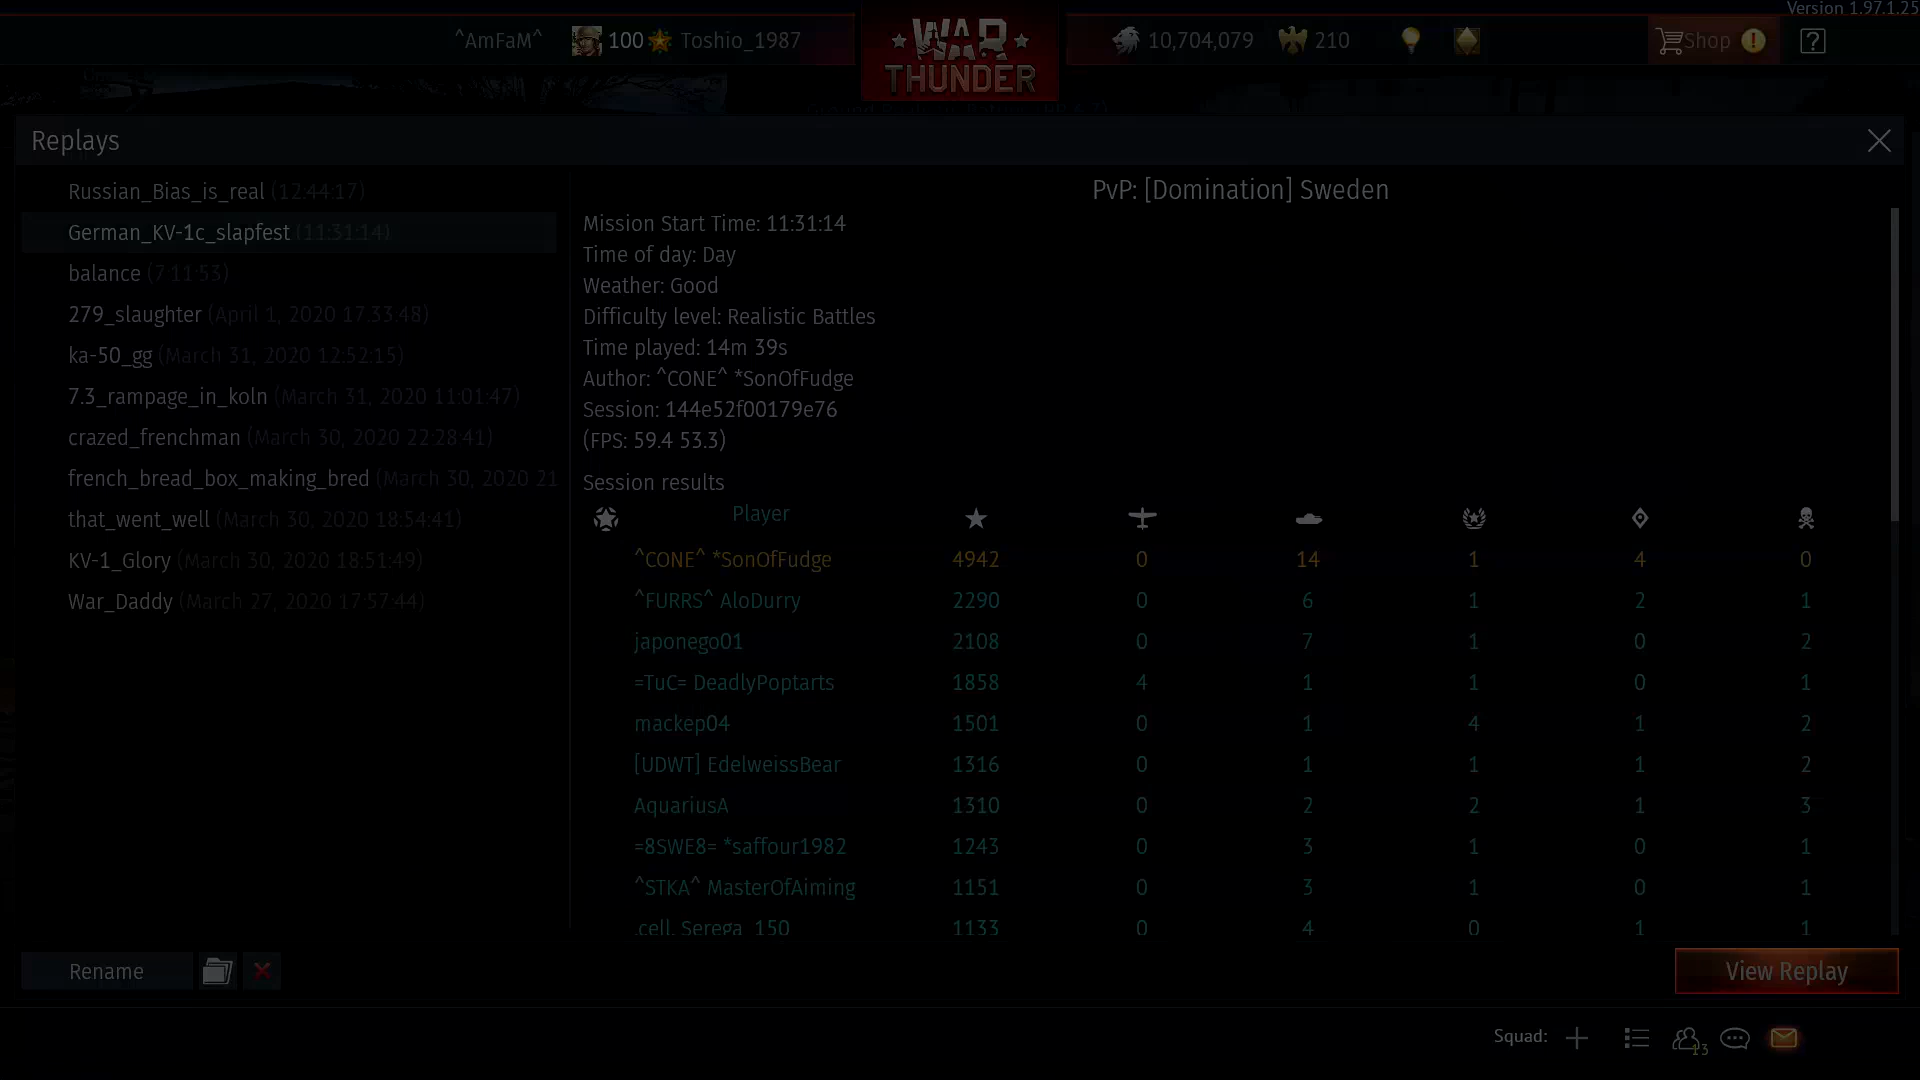 Version 1.97.1.25
^AmFaM^ 100 Toshio_1987
WAR THUNDER
10,704,079 210 Shop
Replays
Russian_Bias_is_real (12:44:17)
German_KV-1c_slapfest (11:31:14)
balance (7:11:53)
279_slaughter (April 1, 2020 17:33:48)
ka-50_gg (March 31, 2020 12:52:15)
7.3_rampage_in_koln (March 31, 2020 11:01:47)
crazed_frenchman (March 30, 2020 22:28:41)
french_bread_box_making_bred (March 30, 2020 21
that_went_well (March 30, 2020 18:54:41)
KV-1_Glory (March 30, 2020 18:51:49)
War_Daddy (March 27, 2020 17:57:44)
PvP: [Domination] Sweden
Mission Start Time: 11:31:14
Time of day: Day
Weather: Good
Difficulty level: Realistic Battles
Time played: 14m 39s
Author: ^CONE^ *SonOfFudge
Session: 144e52f00179e76
(FPS: 59.4 53.3)
Session results
Player
^CONE^ *SonOfFudge 4942 0 14 1 4 0
^FURRS^ AloDurry 2290 0 6 1 2 1
japonego01 2108 0 7 1 0 2
=TuC= DeadlyPoptarts 1858 4 1 1 0 1
mackep04 1501 0 1 4 1 2
[UDWT] EdelweissBear 1316 0 1 1 1 2
AquariusA 1310 0 2 2 1 3
=8SWE8= *saffour1982 1243 0 3 1 0 1
^STKA^ MasterOfAiming 1151 0 3 1 0 1
.cell. Serega_150 1133 0 4 0 1 1
Rename
View Replay
Squad:
13